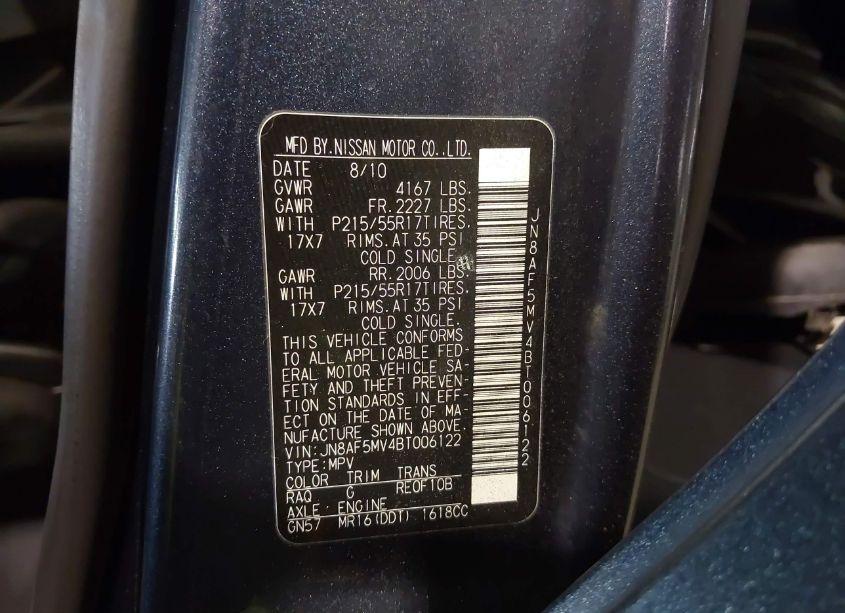 MFD BY. NISSAN MOTOR CO., LTD.
DATE 8/10
GVWR 4167 LBS.
GAWR FR. 2227 LBS.
WITH P215/55R17TIRES.
17X7 RIMS. AT 35 PSI
COLD SINGLE.
GAWR RR. 2006 LBS.
WITH P215/55R17TIRES.
17X7 RIMS. AT 35 PSI
COLD SINGLE.
THIS VEHICLE CONFORMS
TO ALL APPLICABLE FED-
ERAL MOTOR VEHICLE SA-
FETY AND THEFT PREVEN-
TION STANDARDS IN EFF-
ECT ON THE DATE OF MA-
NUFACTURE SHOWN ABOVE.
VIN: JN8AF5MV4BT006122
TYPE: MPV
COLOR TRIM TRANS
RAQ G RE0F10B
AXLE ENGINE
GN57 MR16 (DDT) 1618CC
JN8AF5MV4BT006122